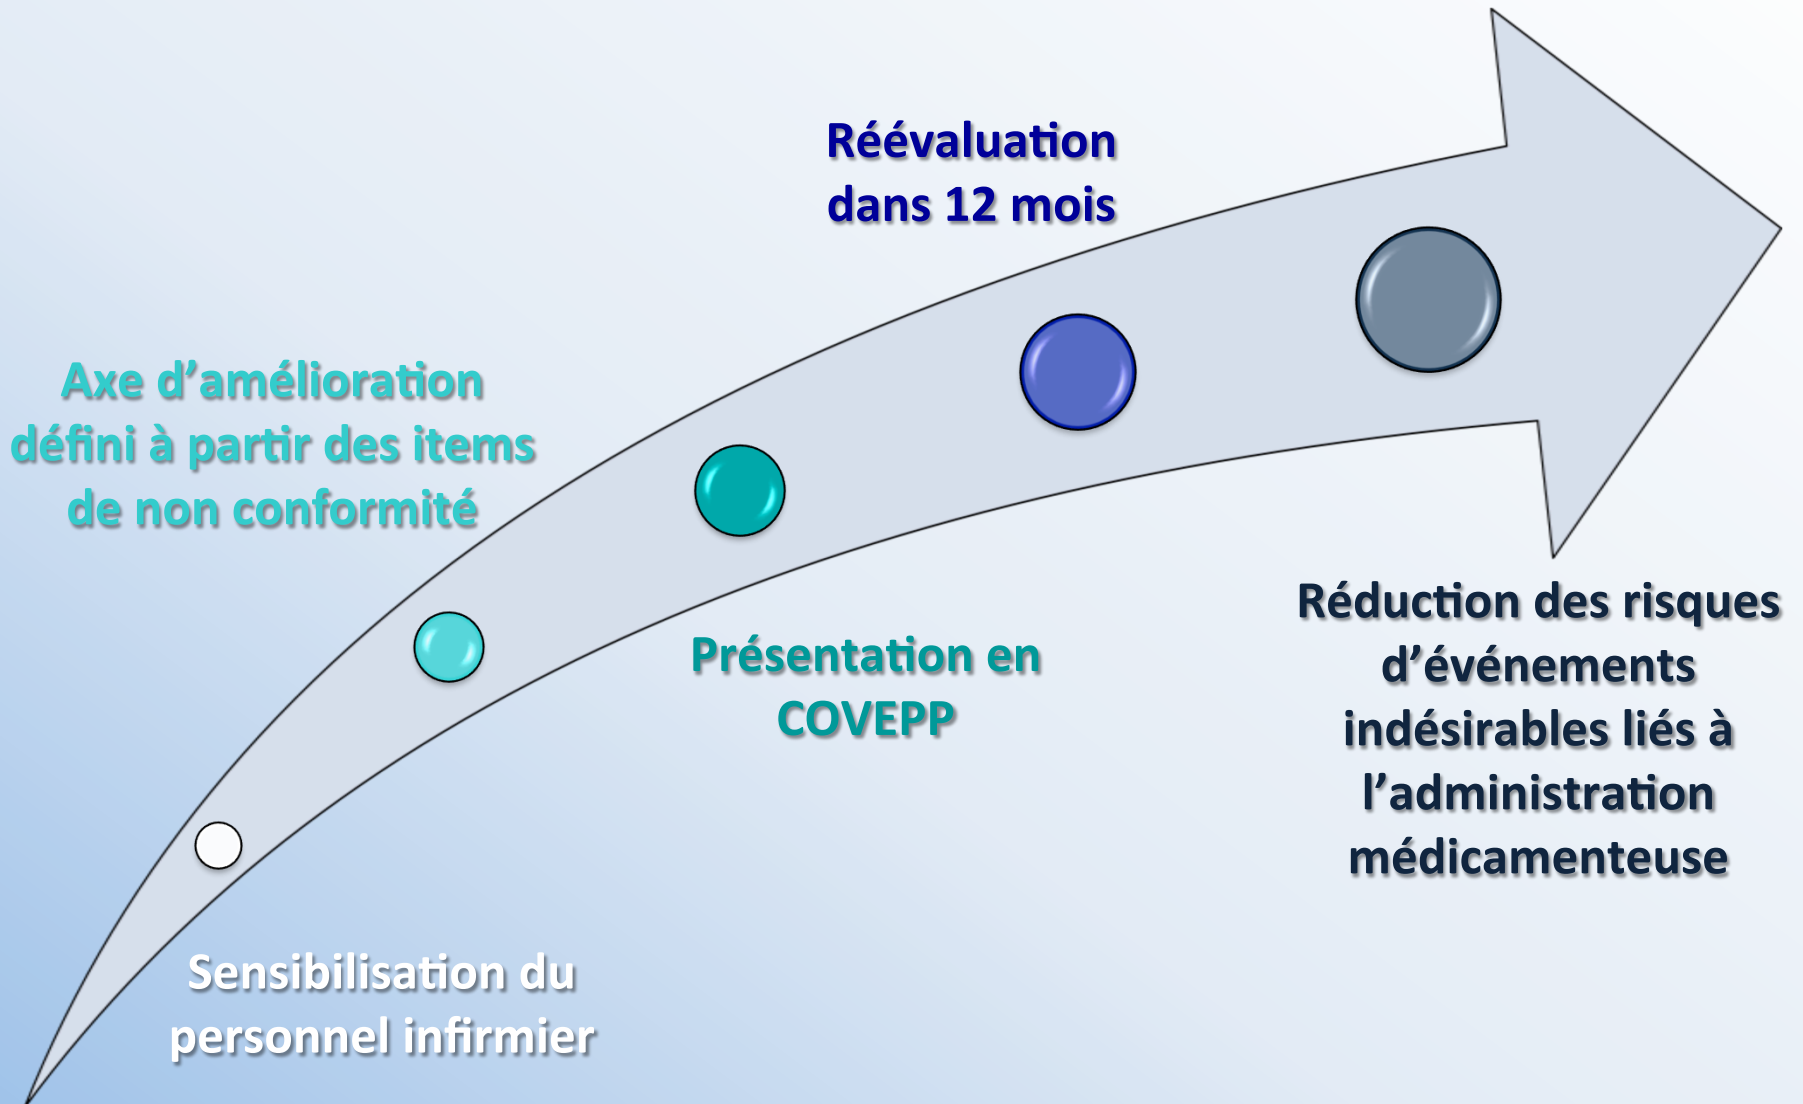 Réévaluation
dans 12 mois
Axe d’amélioration
défini à partir des items
de non conformité
Présentation en
COVEPP
Réduction des risques
d’événements
indésirables liés à
l’administration
médicamenteuse
Sensibilisation du
personnel infirmier